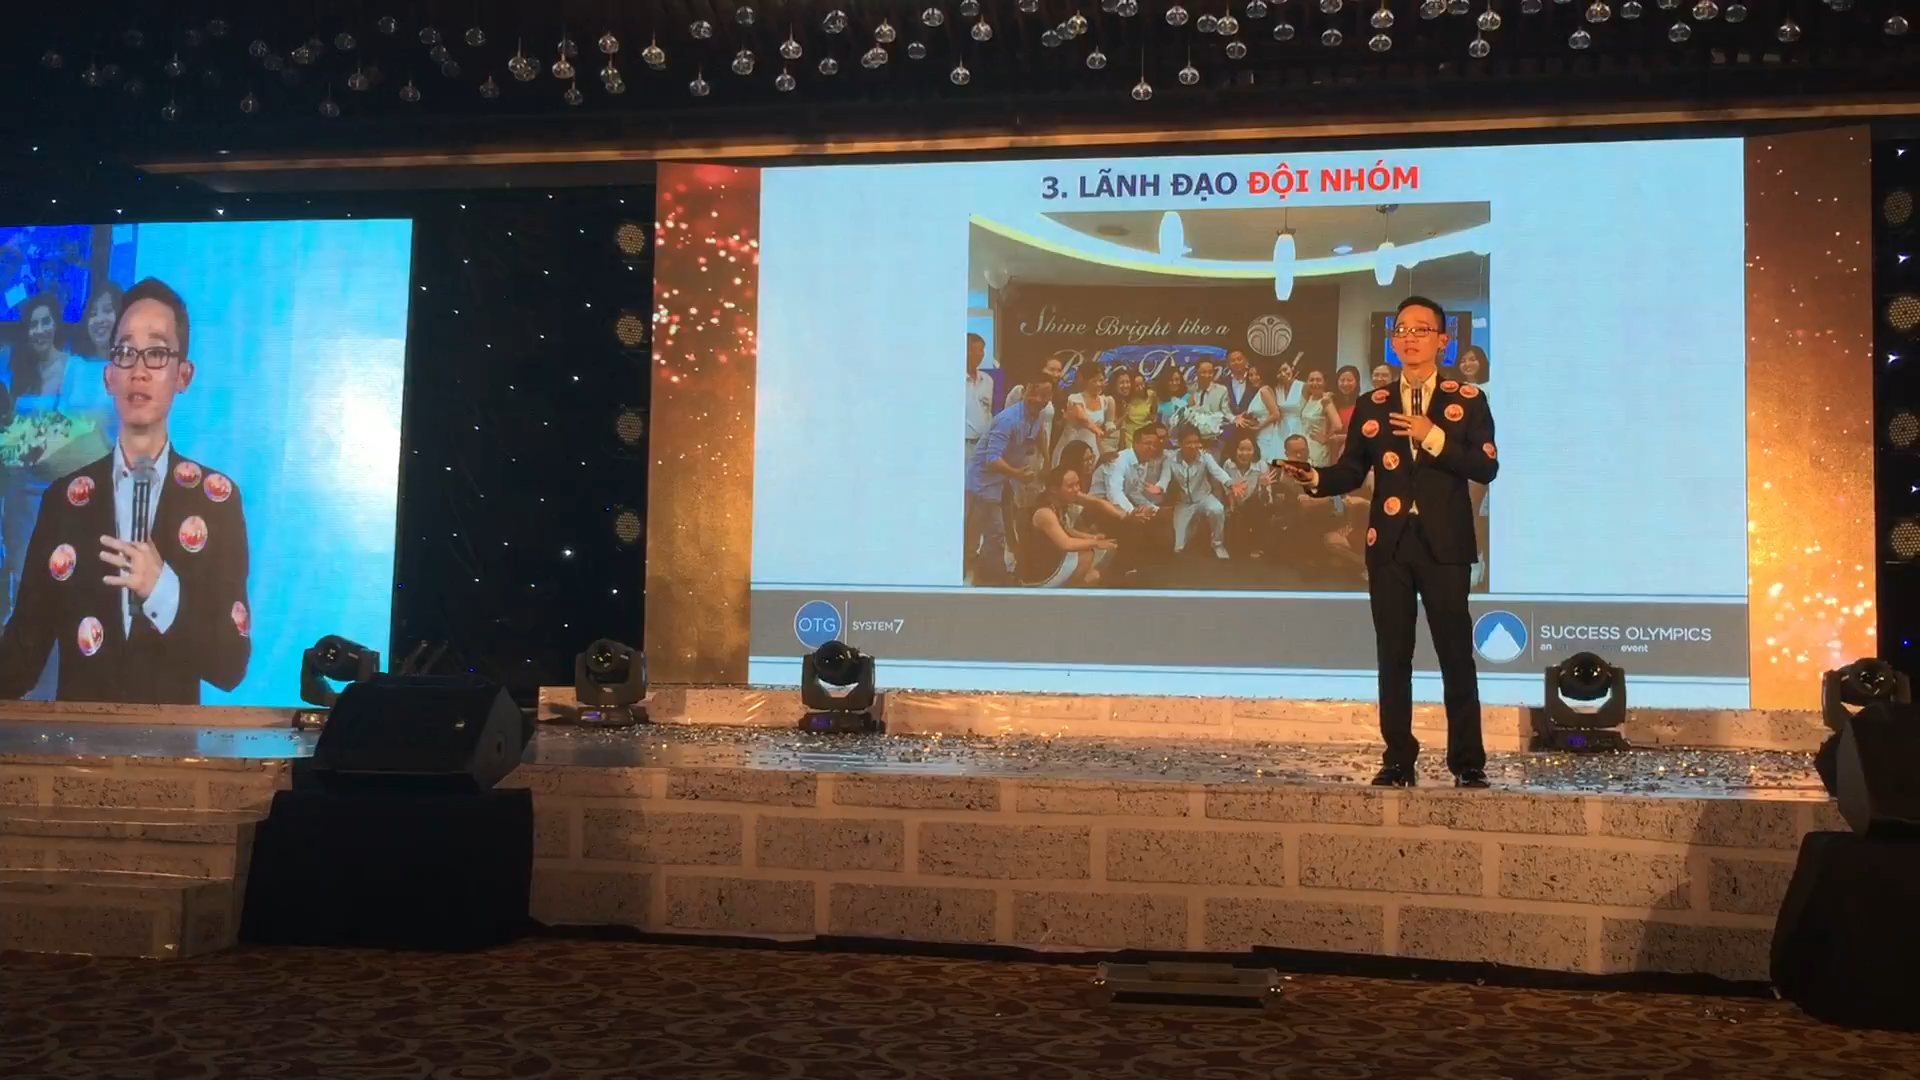 3. LÃNH ĐẠO ĐỘI NHÓM
Shine Bright like a
OTG
SYSTEM7
SUCCESS OLYMPICS
an
event